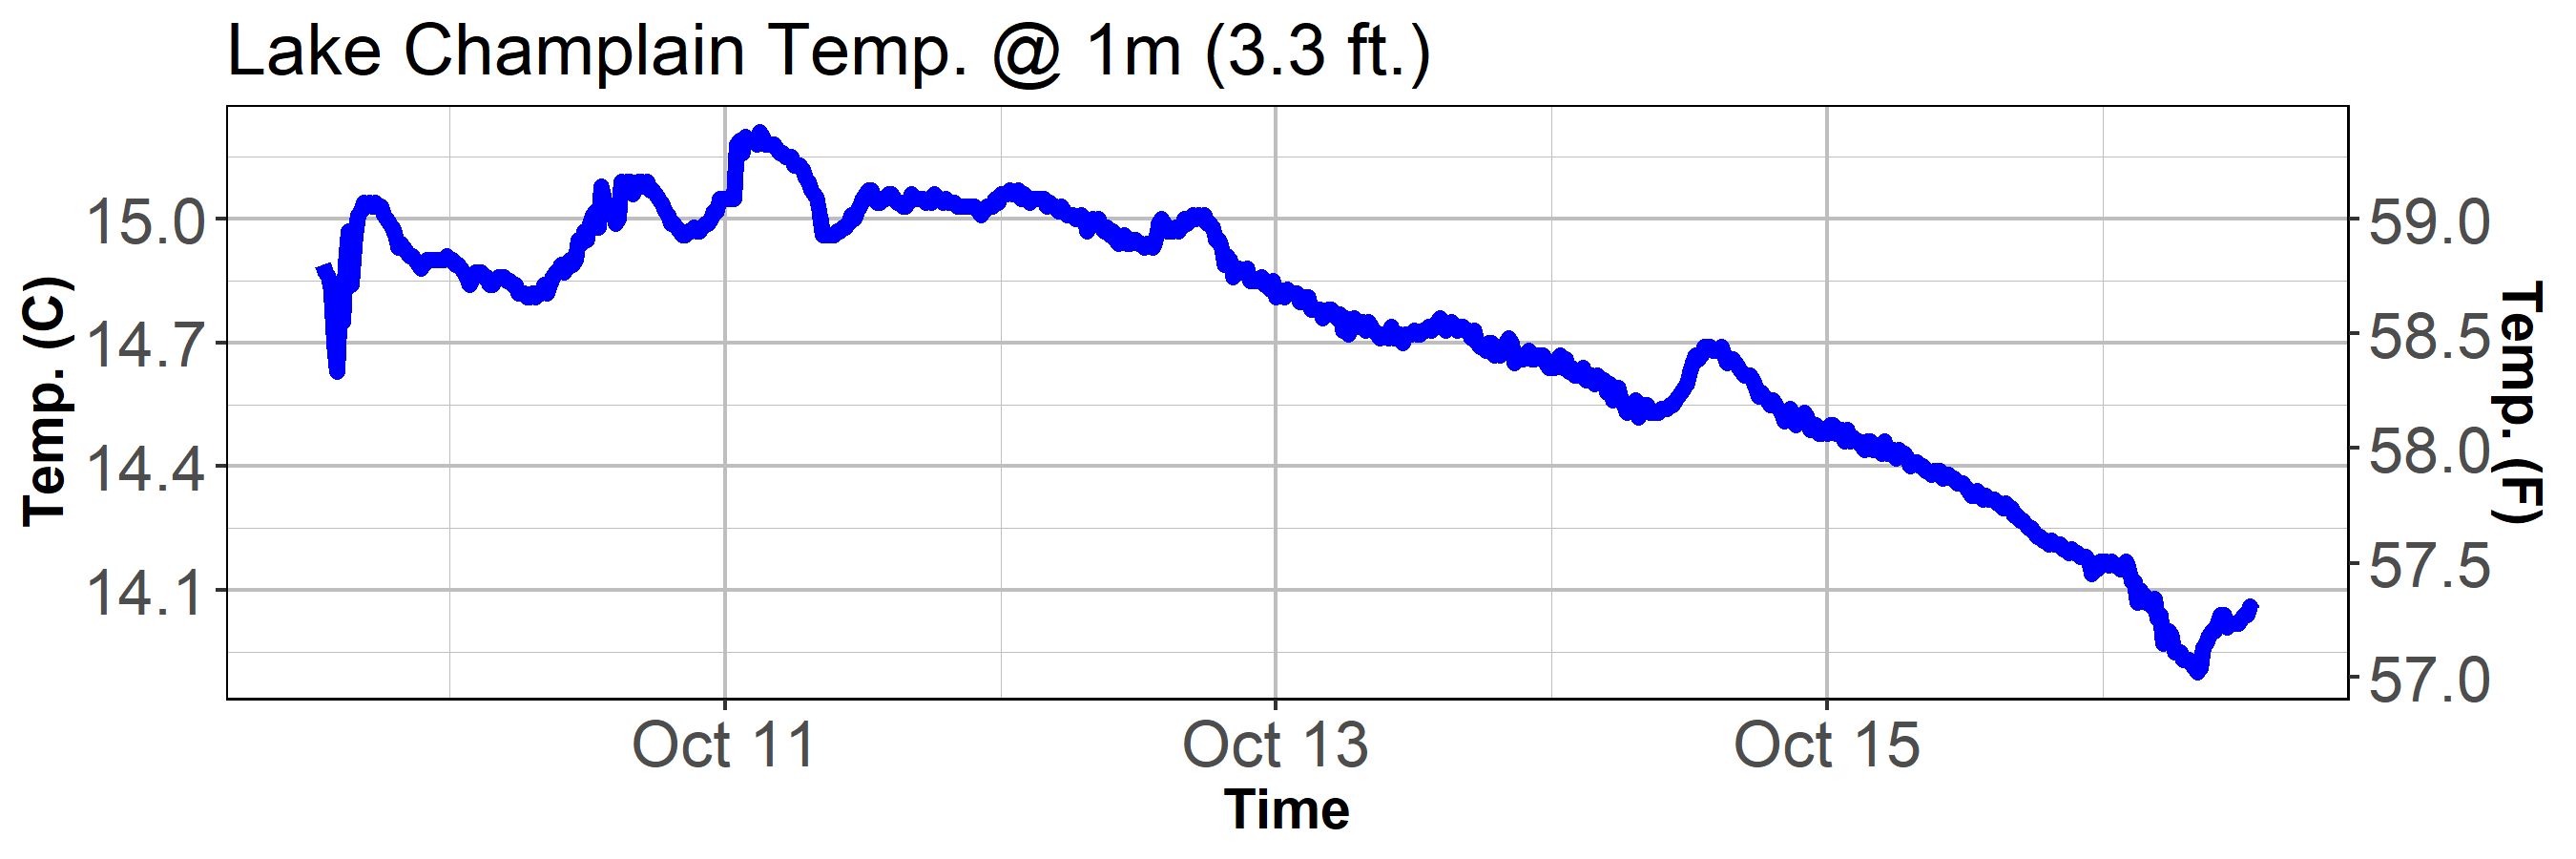 Lake Champlain Temp. @ 1m (3.3 ft.)
Temp. (C)
15.0
14.7
14.4
14.1
59.0
58.5
58.0
57.5
57.0
Temp. (F)
Oct 11
Oct 13
Oct 15
Time